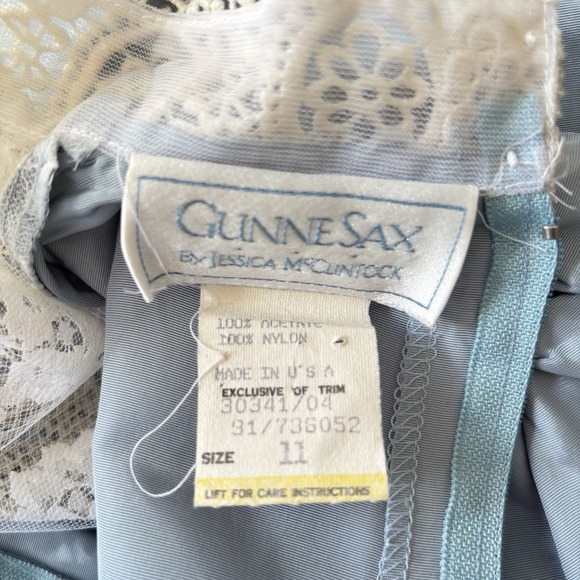 GUNNE SAX
BY JESSICA MCCLINTOCK
100% ACETATE
100% NYLON
MADE IN U S A
EXCLUSIVE OF TRIM
30341/04
91/736052
SIZE 11
LIFT FOR CARE INSTRUCTIONS